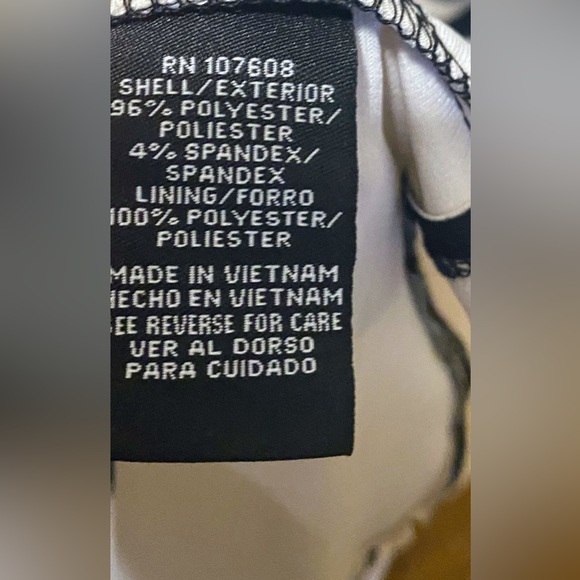 RN 107608
SHELL/EXTERIOR
96% POLYESTER/
POLIESTER
4% SPANDEX/
SPANDEX
LINING/FORRO
100% POLYESTER/
POLIESTER
MADE IN VIETNAM
HECHO EN VIETNAM
SEE REVERSE FOR CARE
VER AL DORSO
PARA CUIDADO